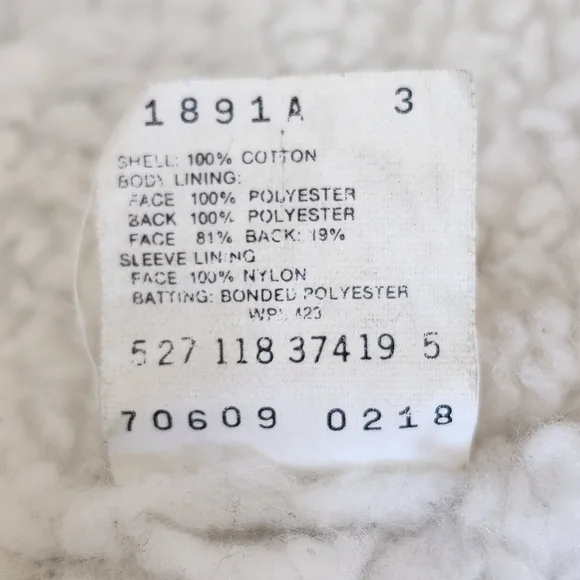 1891A 3
SHELL: 100% COTTON
BODY LINING:
FACE 100% POLYESTER
BACK 100% POLYESTER
FACE 81% BACK: 19%
SLEEVE LINING
FACE 100% NYLON
BATTING: BONDED POLYESTER
WPL 423
527 118 37419 5
70609 0218